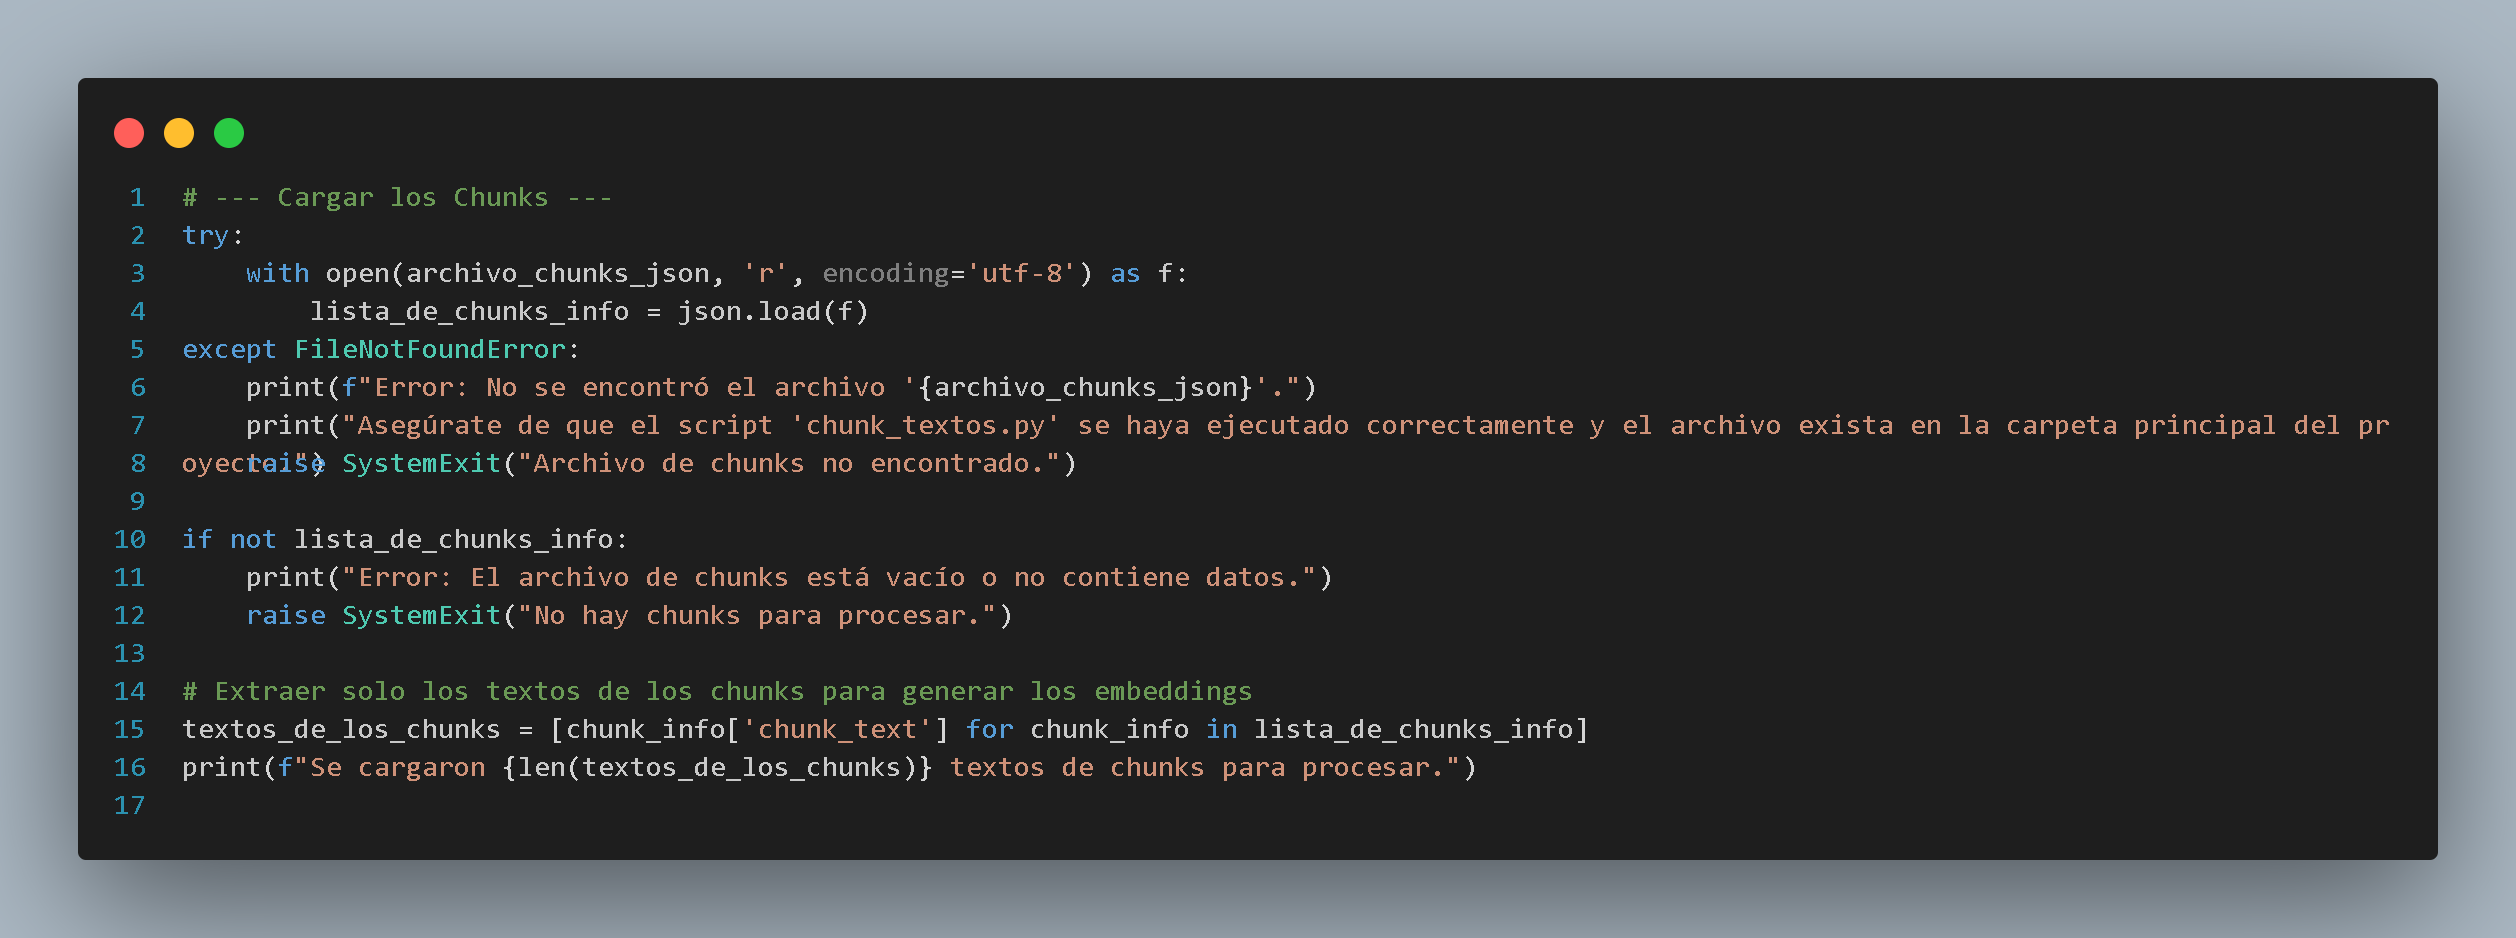 1 # --- Cargar los Chunks ---
2 try:
3     with open(archivo_chunks_json, 'r', encoding='utf-8') as f:
4         lista_de_chunks_info = json.load(f)
5 except FileNotFoundError:
6     print(f"Error: No se encontró el archivo '{archivo_chunks_json}'.")
7     print("Asegúrate de que el script 'chunk_textos.py' se haya ejecutado correctamente y el archivo exista en la carpeta principal del pr
oyecto.")
8     raise SystemExit("Archivo de chunks no encontrado.")
9
10 if not lista_de_chunks_info:
11     print("Error: El archivo de chunks está vacío o no contiene datos.")
12     raise SystemExit("No hay chunks para procesar.")
13
14 # Extraer solo los textos de los chunks para generar los embeddings
15 textos_de_los_chunks = [chunk_info['chunk_text'] for chunk_info in lista_de_chunks_info]
16 print(f"Se cargaron {len(textos_de_los_chunks)} textos de chunks para procesar.")
17